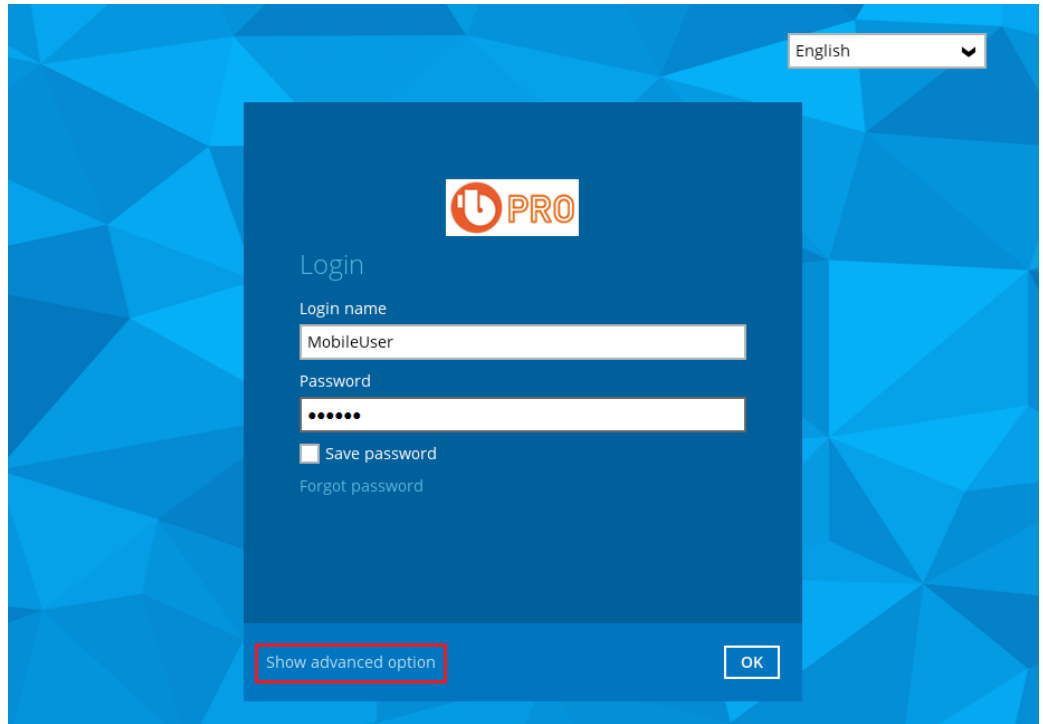 English
PRO
Login
Login name
MobileUser
Password
••••••
Save password
Forgot password
Show advanced option
OK